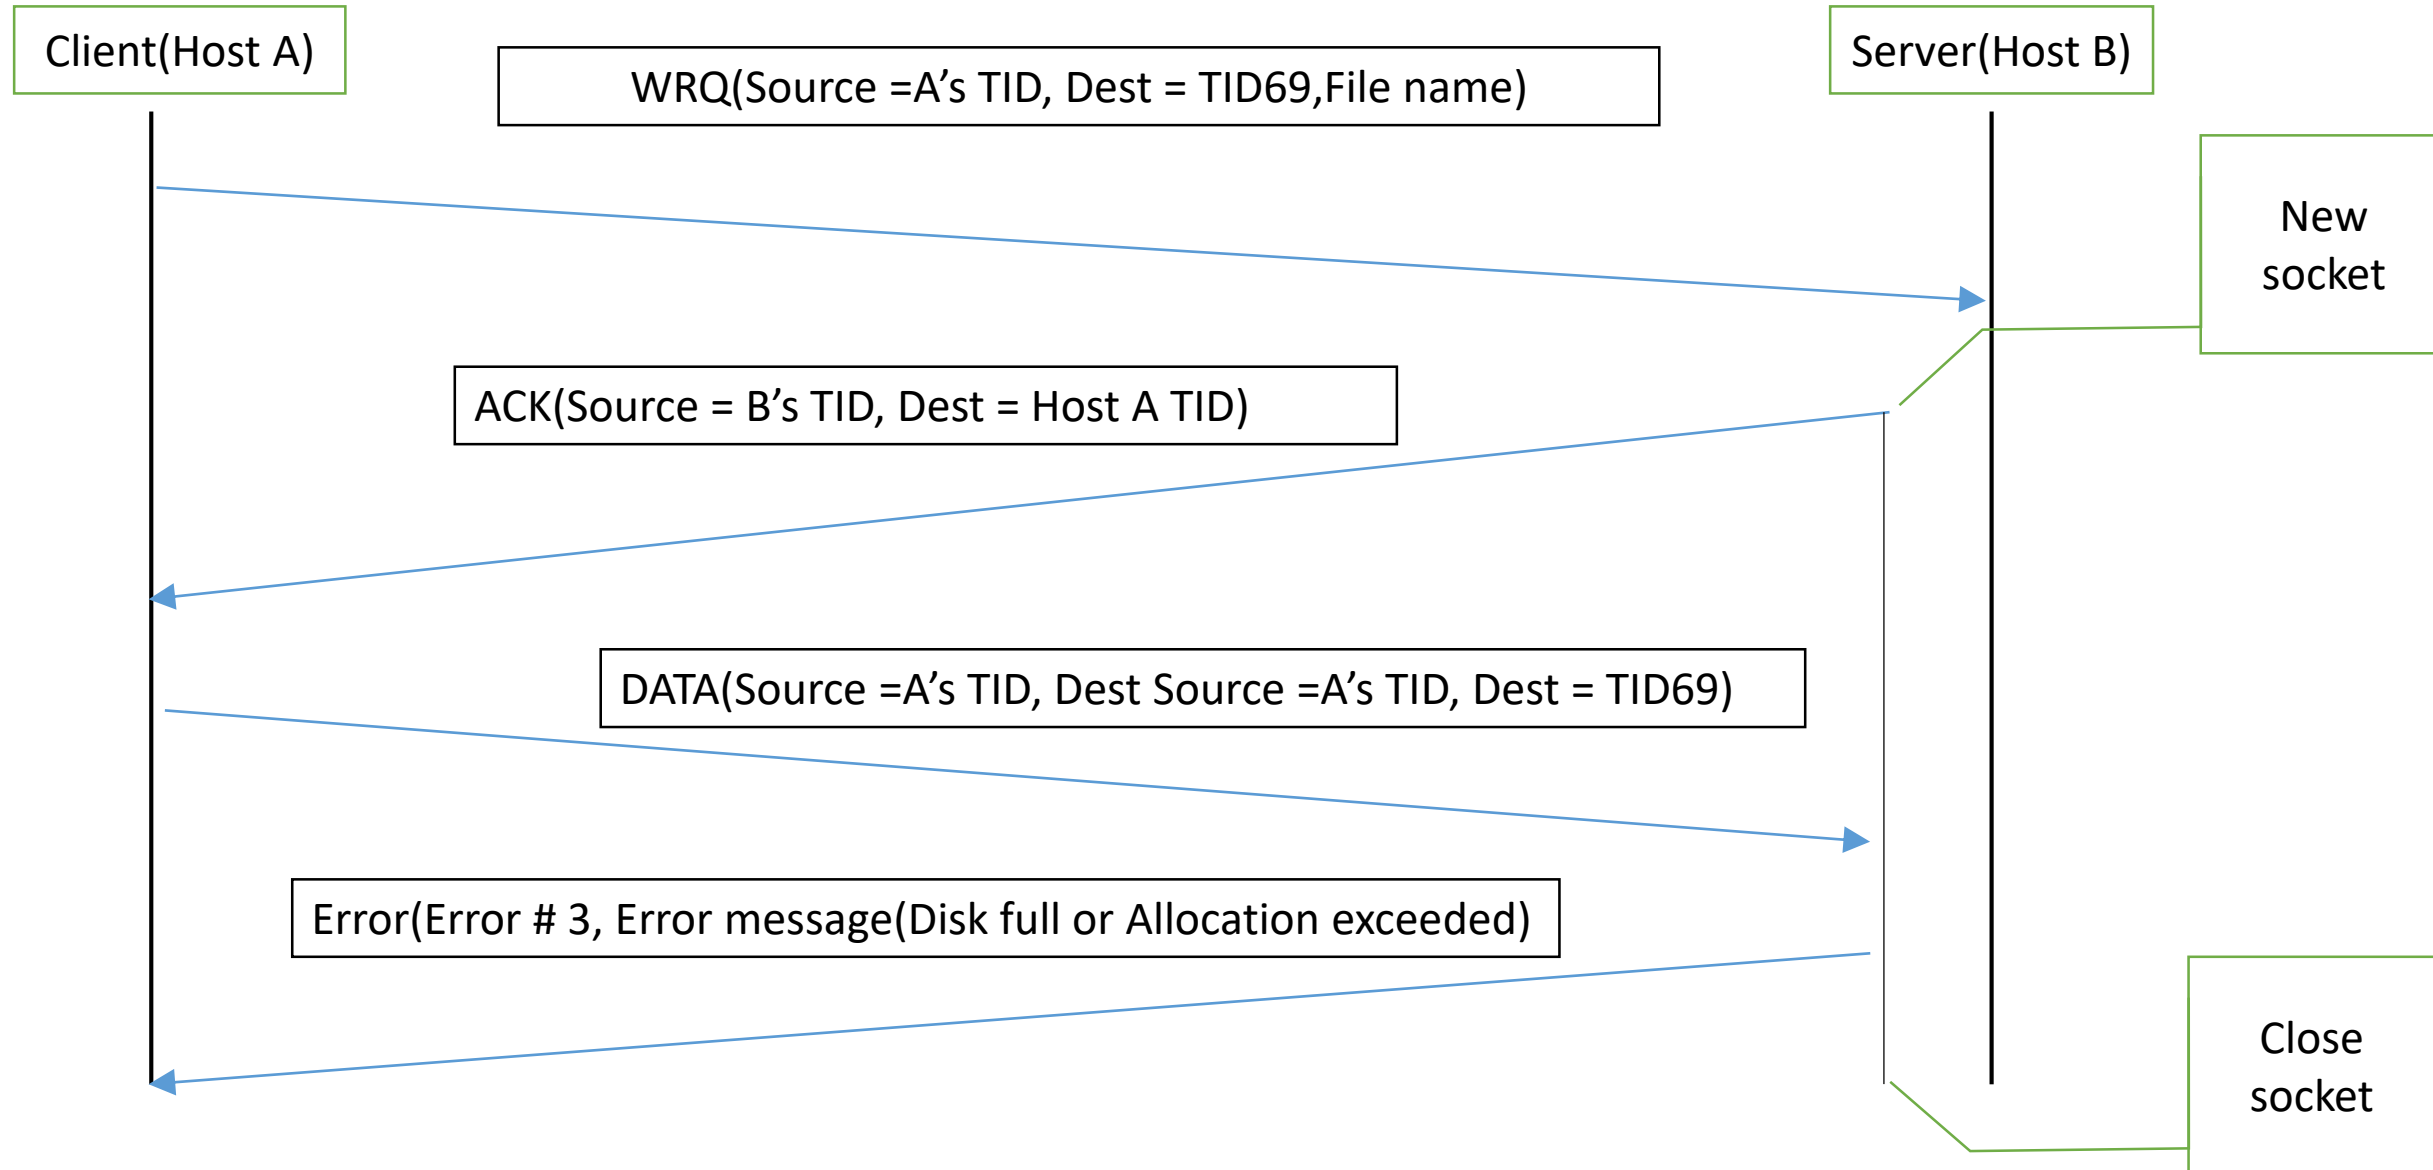 Client(Host A)
Server(Host B)
WRQ(Source =A’s TID, Dest = TID69,File name)
New
socket
ACK(Source = B’s TID, Dest = Host A TID)
DATA(Source =A’s TID, Dest Source =A’s TID, Dest = TID69)
Error(Error # 3, Error message(Disk full or Allocation exceeded)
Close
socket